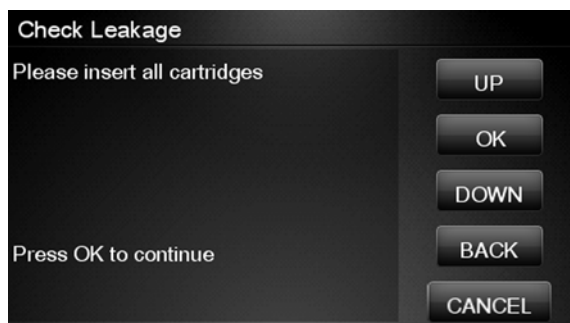 Check Leakage
Please insert all cartridges
Press OK to continue
UP
OK
DOWN
BACK
CANCEL